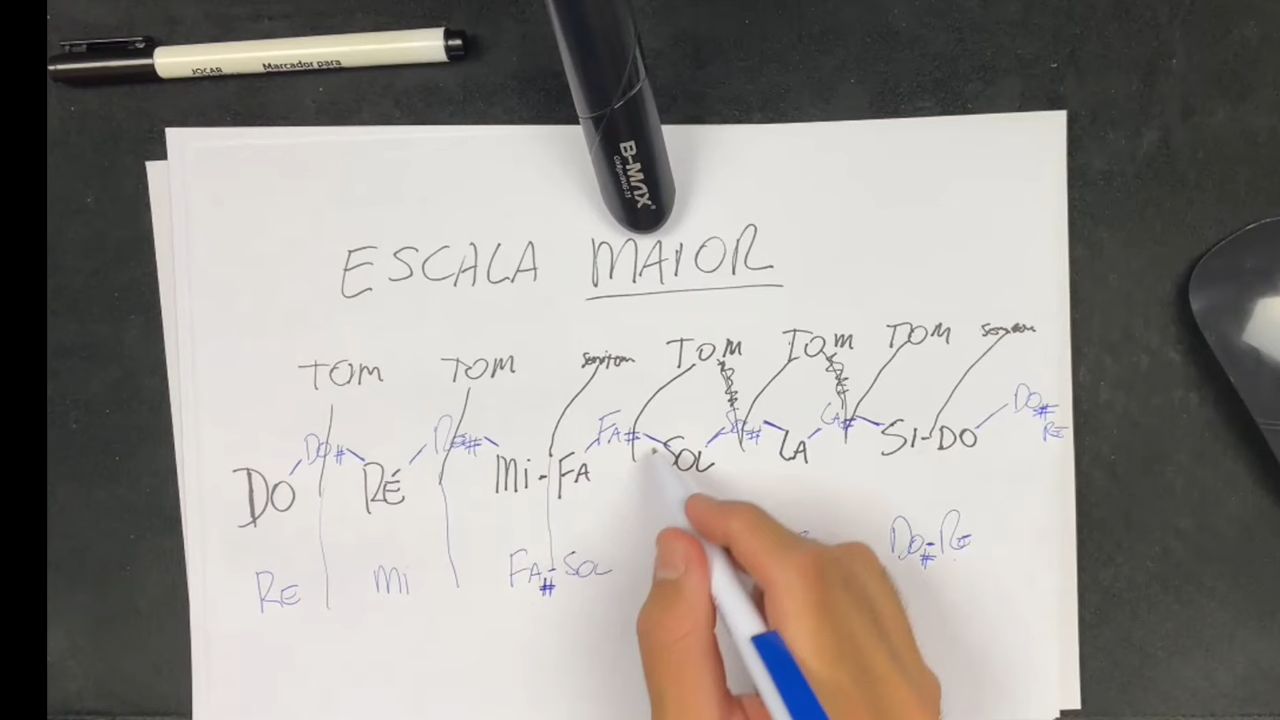 JOCAR Marcador para
B-MAX
ESCALA MAIOR
TOM TOM Semitom TOM TOM TOM Semitom
DO# RE# FA# LA# DO# RE
DO RÉ Mi-FA SOL LA SI-DO
RE Mi FA#-SOL DO#-RE